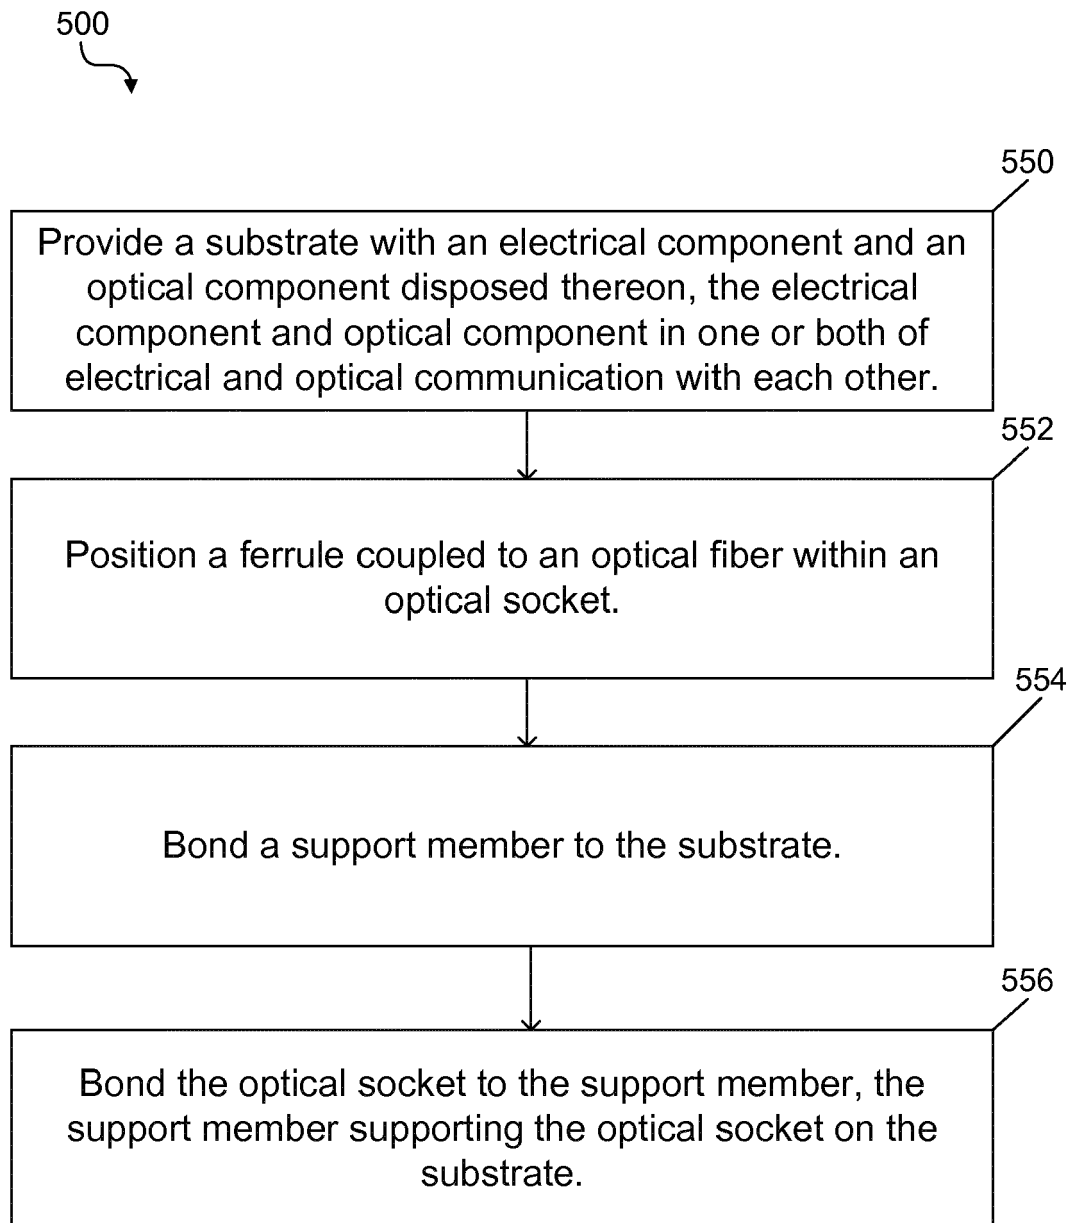 500
550
Provide a substrate with an electrical component and an
optical component disposed thereon, the electrical
component and optical component in one or both of
electrical and optical communication with each other.
552
Position a ferrule coupled to an optical fiber within an
optical socket.
554
Bond a support member to the substrate.
556
Bond the optical socket to the support member, the
support member supporting the optical socket on the
substrate.